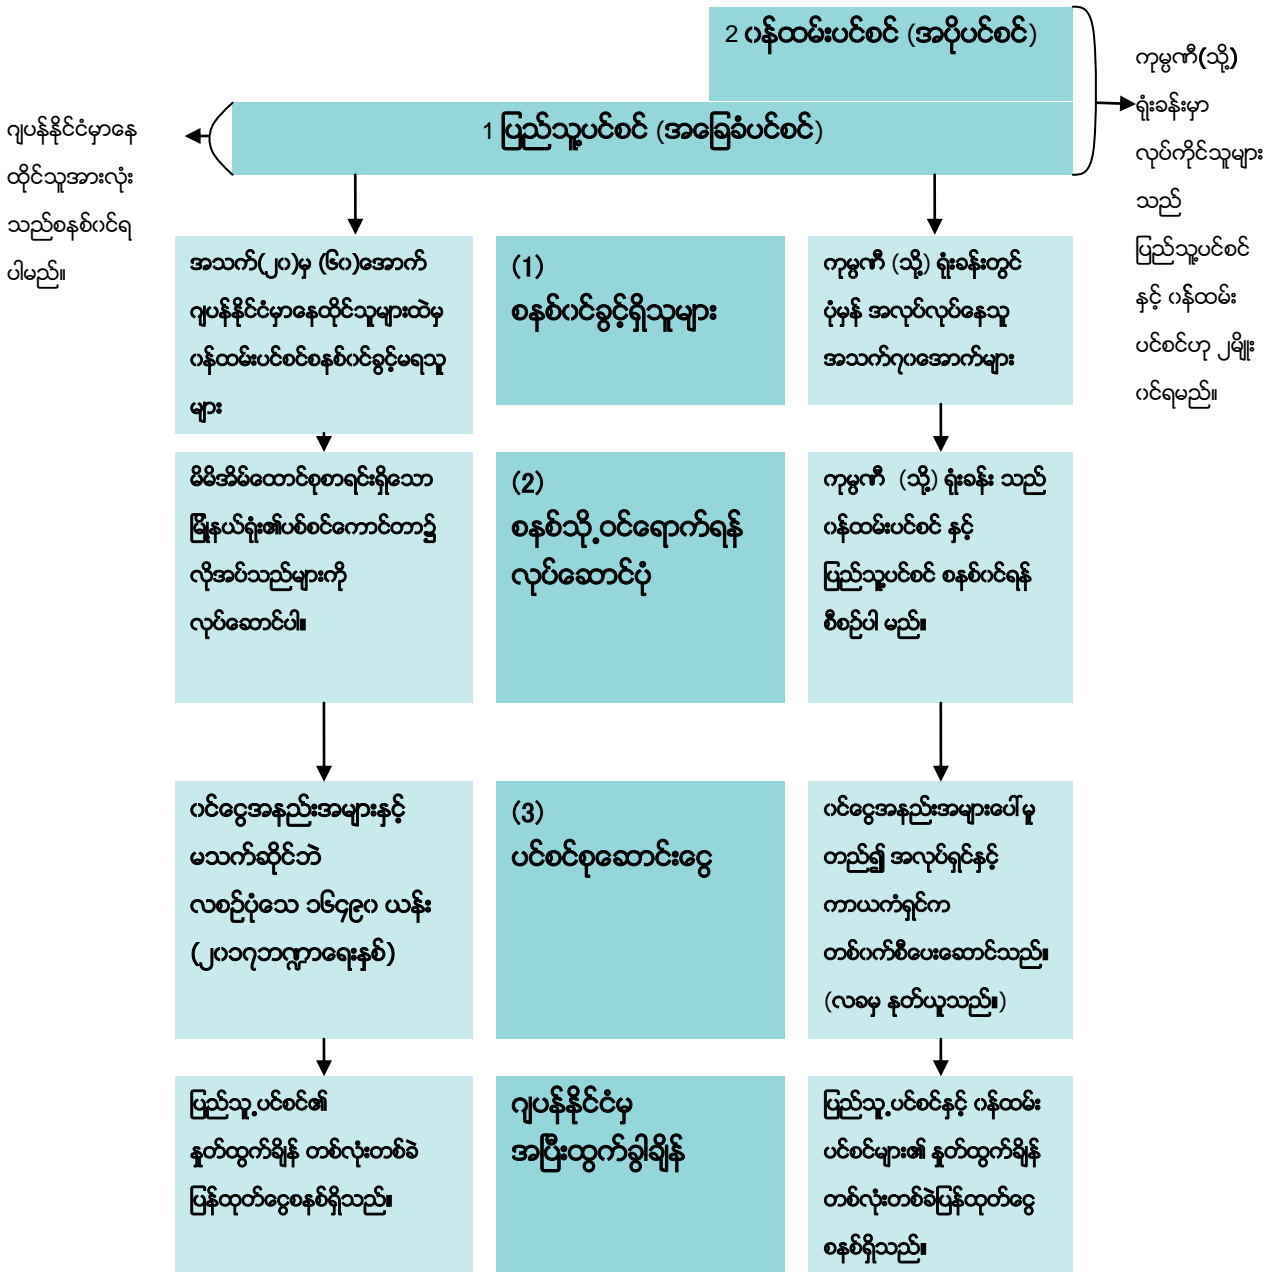 2 ဝန်ထမ်းပင်စင် (အပိုပင်စင်)
1 ပြည်သူ့ပင်စင် (အခြေခံပင်စင်)
ဂျပန်နိုင်ငံမှာနေ
ထိုင်သူအားလုံး
သည်စနစ်ဝင်ရ
ပါမည်။
ကုမ္ပဏီ(သို့)
ရုံးခန်းမှာ
လုပ်ကိုင်သူများ
သည်
ပြည်သူ့ပင်စင်
နှင့် ဝန်ထမ်း
ပင်စင်ဟု ၂မျိုး
ဝင်ရမည်။
အသက်(၂၀)မှ (၆၀)အောက်
ဂျပန်နိုင်ငံမှာနေထိုင်သူများထဲမှ
ဝန်ထမ်းပင်စင်စနစ်ဝင်ခွင့်မရသူ
များ
(1)
စနစ်ဝင်ခွင့်ရှိသူများ
ကုမ္ပဏီ (သို့) ရုံးခန်းတွင်
ပုံမှန် အလုပ်လုပ်နေသူ
အသက်၇၀အောက်များ
မိမိအိမ်ထောင်စုစာရင်းရှိသော
မြို့နယ်ရုံး၏ပစ်စင်ကောင်တာ၌
လိုအပ်သည်များကို
လုပ်ဆောင်ပါ။
(2)
စနစ်သို့ဝင်ရောက်ရန်
လုပ်ဆောင်ပုံ
ကုမ္ပဏီ (သို့) ရုံးခန်း သည်
ဝန်ထမ်းပင်စင် နှင့်
ပြည်သူ့ပင်စင် စနစ်ဝင်ရန်
စီစဉ်ပါ မည်။
ဝင်ငွေအနည်းအများနှင့်
မသက်ဆိုင်ဘဲ
လစဉ်ပုံသေ ၁၆၄၉၀ ယန်း
(၂၀၁၇ဘဏ္ဍာရေးနှစ်)
(3)
ပင်စင်စုဆောင်းငွေ
ဝင်ငွေအနည်းအများပေါ် မူ
တည်၍ အလုပ်ရှင်နှင့်
ကာယကံရှင်က
တစ်ဝက်စီပေးဆောင်သည်။
(လခမှ နုတ်ယူသည်။)
ပြည်သူ့ပင်စင်၏
နှုတ်ထွက်ချိန် တစ်လုံးတစ်ခဲ
ပြန်ထုတ်ငွေစနစ်ရှိသည်။
ဂျပန်နိုင်ငံမှ
အပြီးထွက်ခွါချိန်
ပြည်သူ့ပင်စင်နှင့် ဝန်ထမ်း
ပင်စင်များ၏ နှုတ်ထွက်ချိန်
တစ်လုံးတစ်ခဲပြန်ထုတ်ငွေ
စနစ်ရှိသည်။